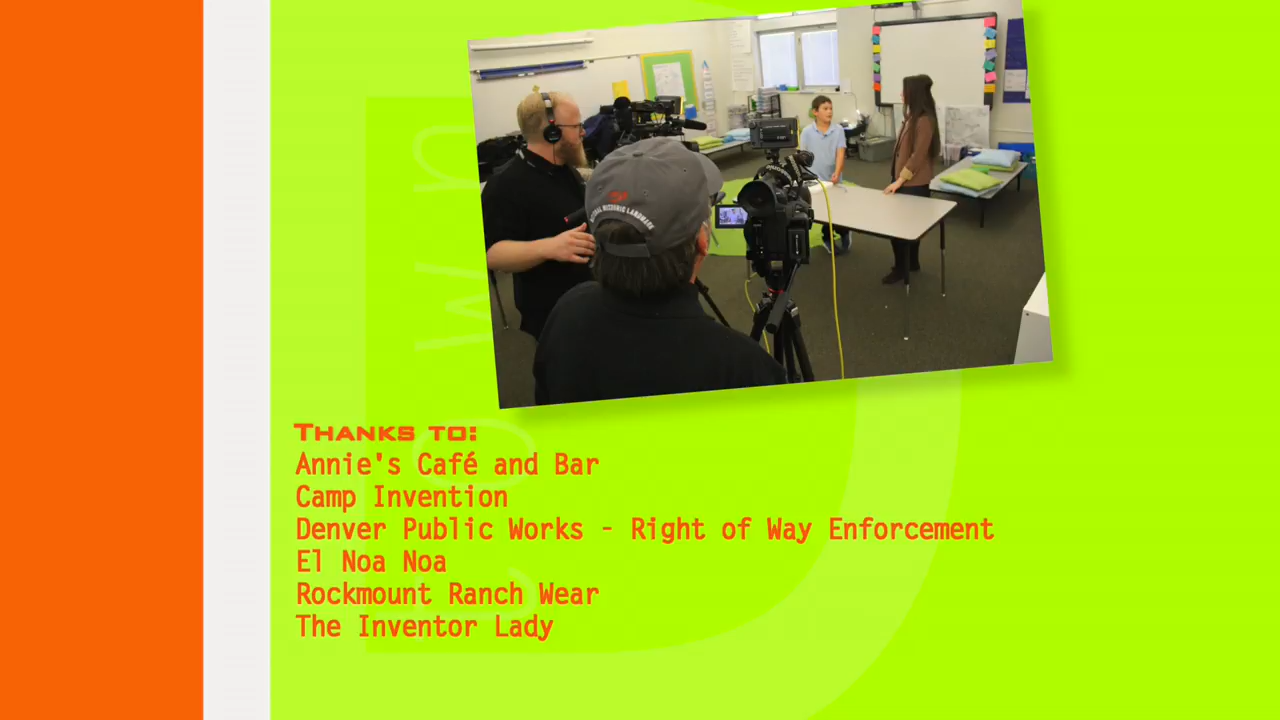 Thanks to:
Annie's Café and Bar
Camp Invention
Denver Public Works - Right of Way Enforcement
El Noa Noa
Rockmount Ranch Wear
The Inventor Lady